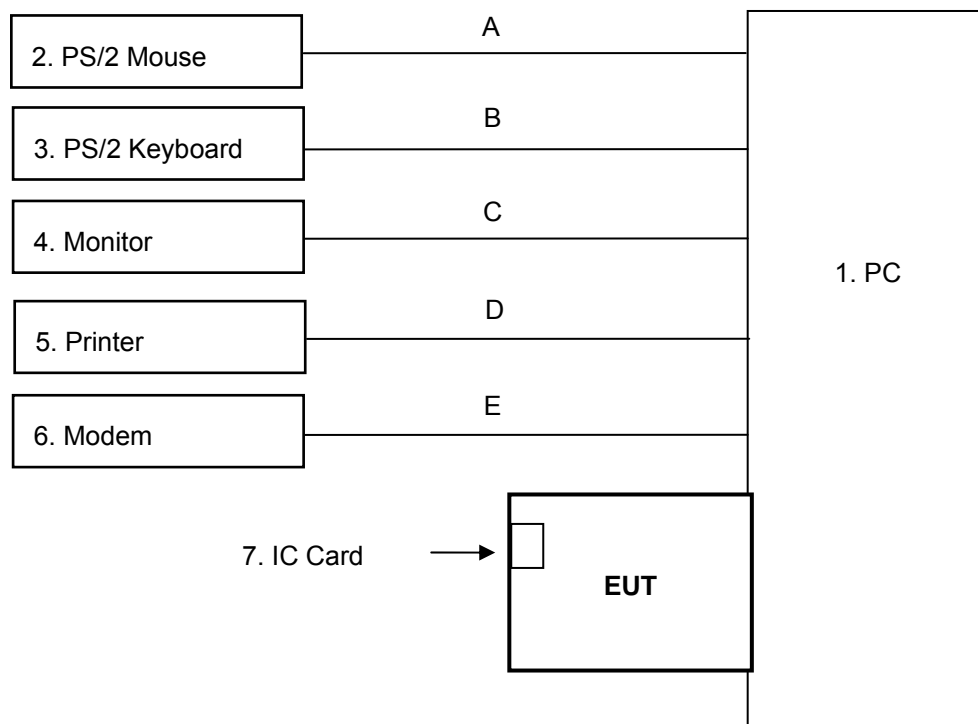 A
2. PS/2 Mouse
B
3. PS/2 Keyboard
C
4. Monitor
1. PC
D
5. Printer
E
6. Modem
7. IC Card
EUT